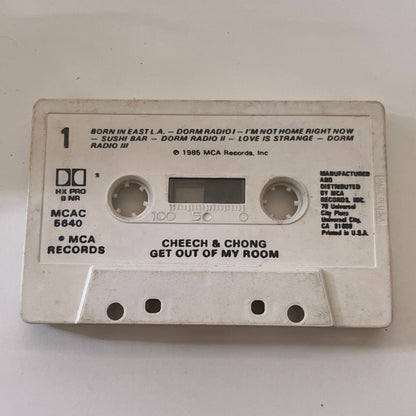 1
BORN IN EAST L.A. – DORM RADIO I – I'M NOT HOME RIGHT NOW
– SUSHI BAR – DORM RADIO II – LOVE IS STRANGE – DORM
RADIO III
℗ 1985 MCA Records, Inc
HX PRO
B NR
MCAC
5640
MCA
RECORDS
100 50 0
MANUFACTURED
AND
DISTRIBUTED
BY MCA
RECORDS, INC.
70 Universal
City Plaza
Universal City,
CA 91608
Printed in U.S.A.
CHEECH & CHONG
GET OUT OF MY ROOM